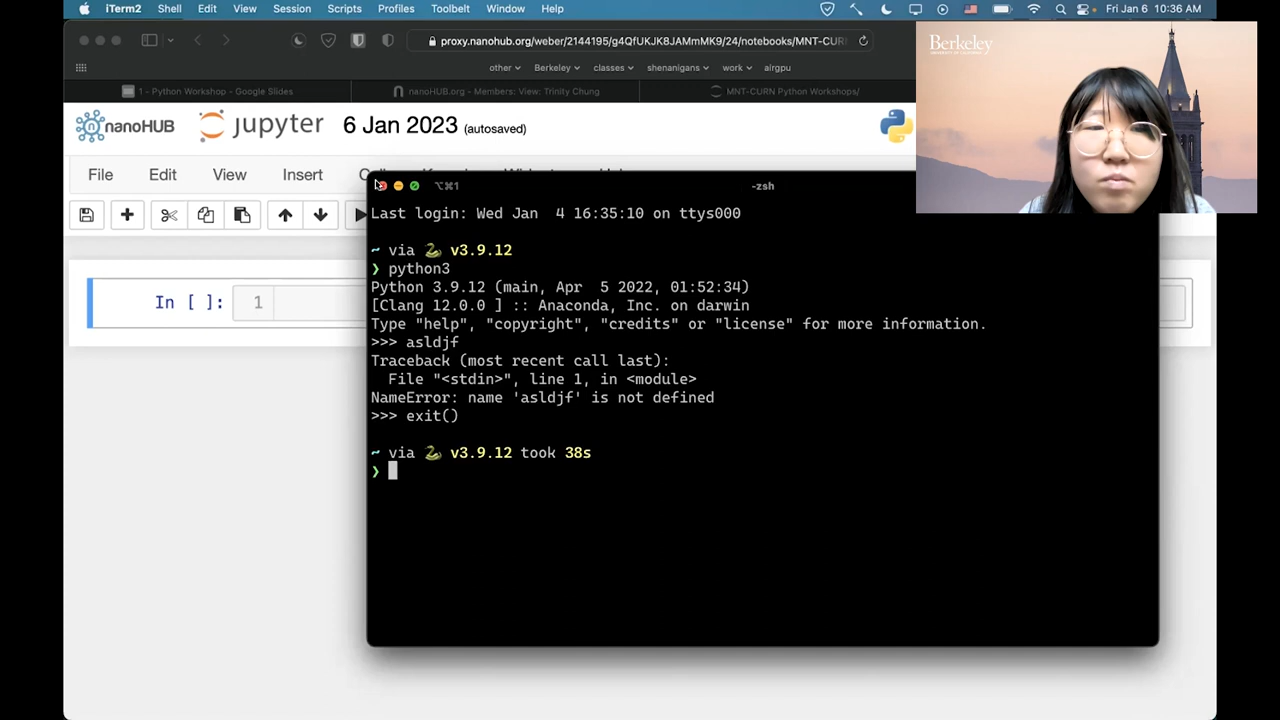 iTerm2 Shell Edit View Session Scripts Profiles Toolbelt Window Help Fri Jan 6 10:36 AM
proxy.nanohub.org/weber/2144195/g4QfUKJK8JAMmMK9/24/notebooks/MNT-CURN
other Berkeley classes shenanigans work airgpu
1 - Python Workshop - Google Slides nanoHUB.org - Members: View: Trinity Chung MNT-CURN Python Workshops/
Berkeley
nanoHUB jupyter 6 Jan 2023 (autosaved)
File Edit View Insert
⌥⌘1 -zsh
Last login: Wed Jan  4 16:35:10 on ttys000
~ via 🐍 v3.9.12
❯ python3
Python 3.9.12 (main, Apr  5 2022, 01:52:34)
[Clang 12.0.0 ] :: Anaconda, Inc. on darwin
Type "help", "copyright", "credits" or "license" for more information.
>>> asldjf
Traceback (most recent call last):
  File "<stdin>", line 1, in <module>
NameError: name 'asldjf' is not defined
>>> exit()
~ via 🐍 v3.9.12 took 38s
❯
In [ ]: 1